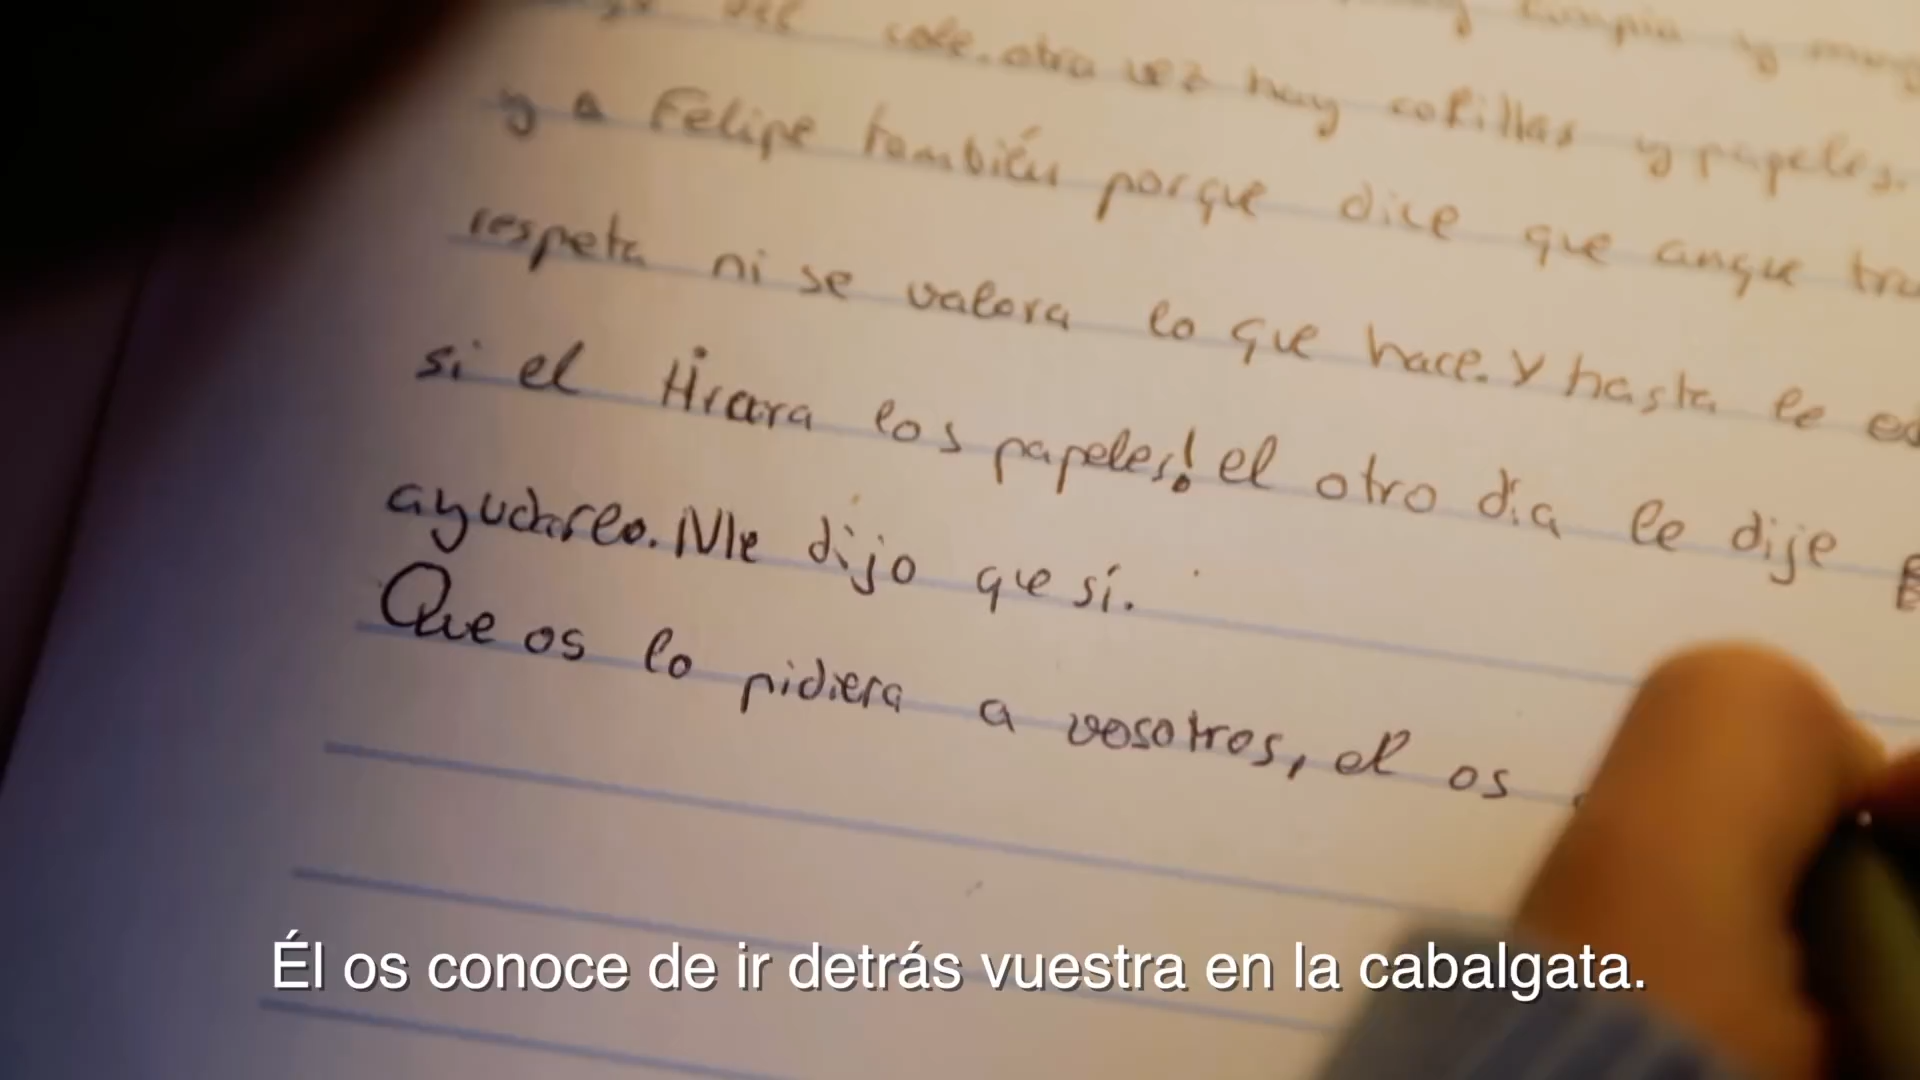 cole. otra vez hay colillas y papeles.
y a Felipe también porque dice que anque
respeta ni se valora lo que hace. Y hasta le
si el tirara los papeles! el otro día le dije
ayudarlo. Me dijo que sí.
Que os lo pidiera a vosotros, el os
Él os conoce de ir detrás vuestra en la cabalgata.